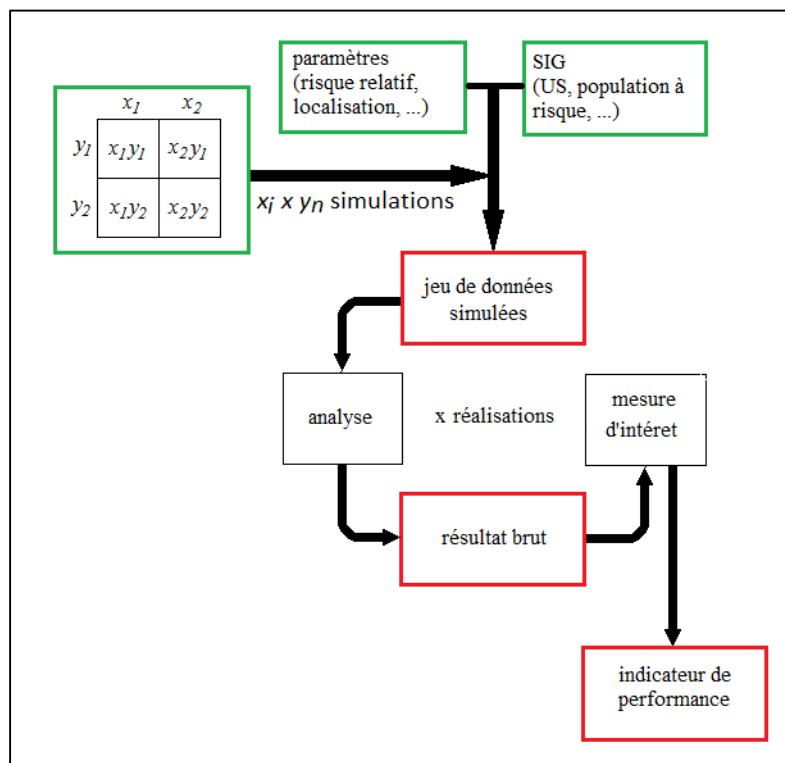 paramètres
(risque relatif,
localisation, ...)
SIG
(US, population à
risque, ...)
x1 x2
y1 x1y1 x2y1
y2 x1y2 x2y2
xi x yn simulations
jeu de données
simulées
analyse
x réalisations
mesure
d'intéret
résultat brut
indicateur de
performance